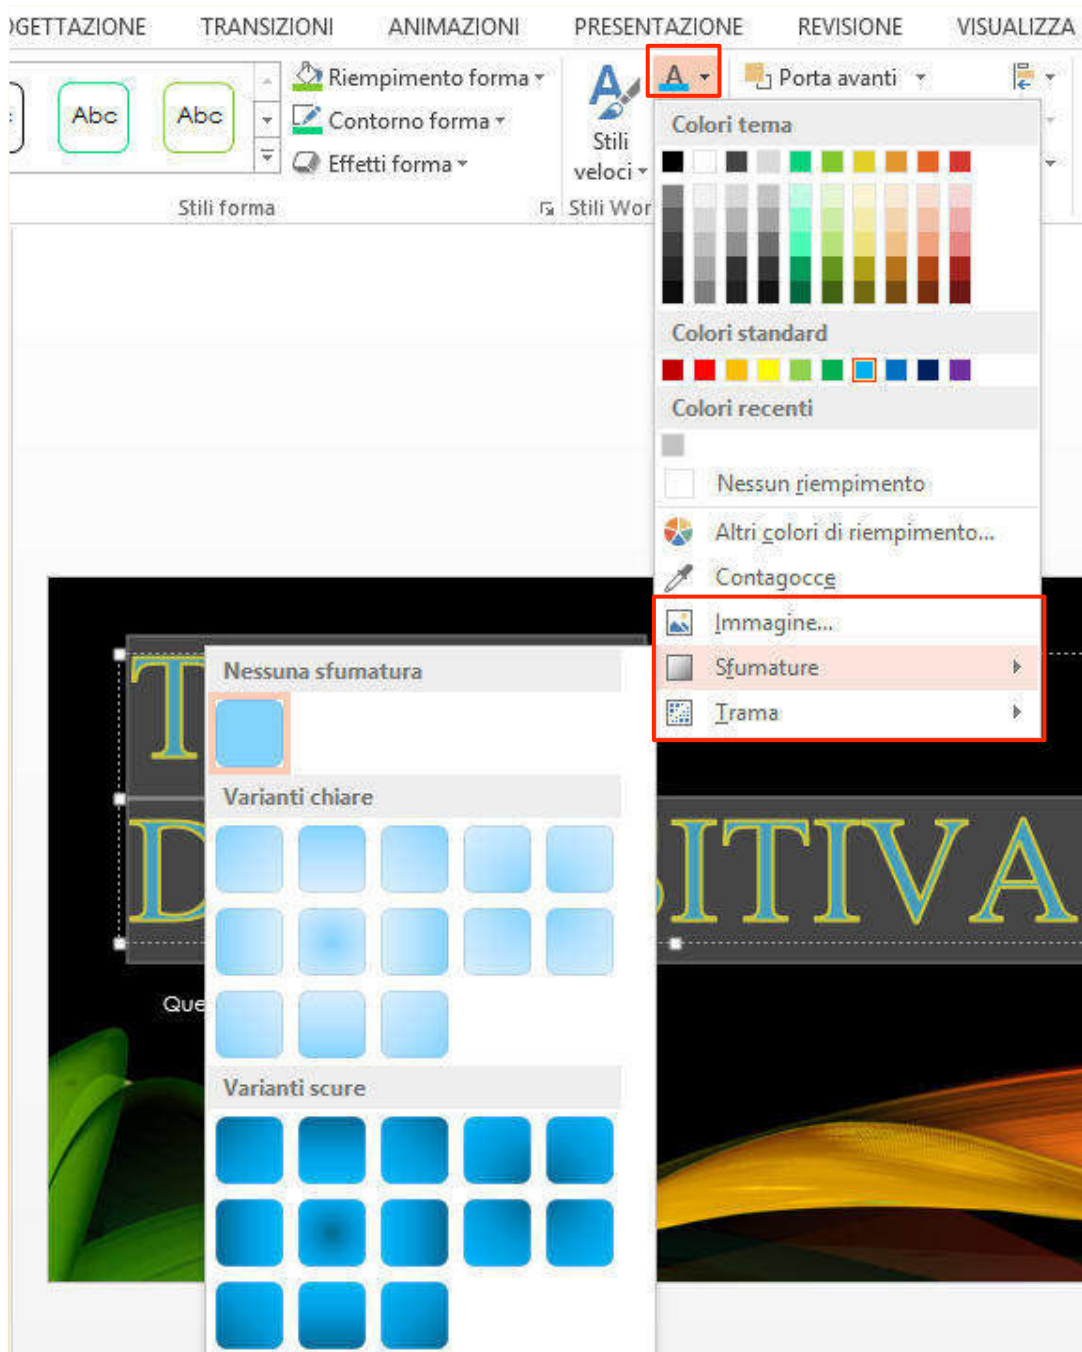 OGETTAZIONE TRANSIZIONI ANIMAZIONI PRESENTAZIONE REVISIONE VISUALIZZA
Abc Abc
Riempimento forma
Contorno forma
Effetti forma
Stili forma
A
Stili
veloci
Stili Wor
A
Porta avanti
Colori tema
Colori standard
Colori recenti
Nessun riempimento
Altri colori di riempimento...
Contagocce
Immagine...
Sfumature
Trama
Nessuna sfumatura
Varianti chiare
Varianti scure
T
D SITIVA
Que